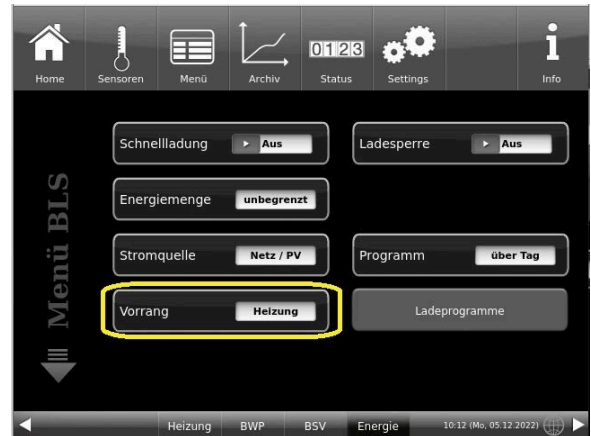 0123
Home Sensoren Menü Archiv Status Settings Info
Menü BLS
Schnellladung Aus Ladesperre Aus
Energiemenge unbegrenzt
Stromquelle Netz / PV Programm über Tag
Vorrang Heizung Ladeprogramme
Heizung BWP BSV Energie 10:12 (Mo, 05.12.2022)